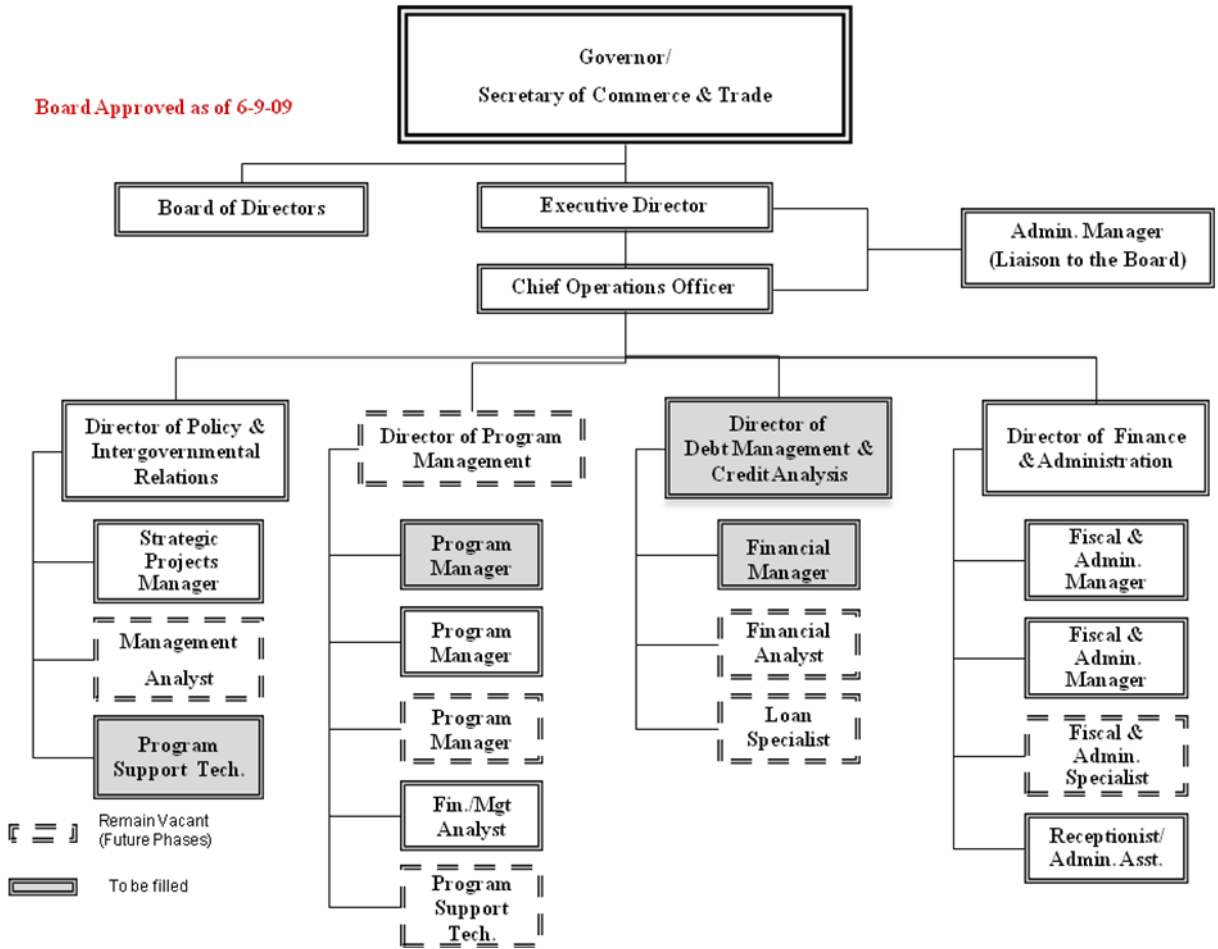 Governor/
Secretary of Commerce & Trade
Board Approved as of 6-9-09
Board of Directors
Executive Director
Admin. Manager
(Liaison to the Board)
Chief Operations Officer
Director of Policy &
Intergovernmental
Relations
Strategic
Projects
Manager
Management
Analyst
Program
Support Tech.
Director of Program
Management
Program
Manager
Program
Manager
Program
Manager
Fin./Mgt
Analyst
Program
Support
Tech.
Director of
Debt Management &
Credit Analysis
Financial
Manager
Financial
Analyst
Loan
Specialist
Director of Finance
& Administration
Fiscal &
Admin.
Manager
Fiscal &
Admin.
Manager
Fiscal &
Admin.
Specialist
Receptionist/
Admin. Asst.
Remain Vacant
(Future Phases)
To be filled